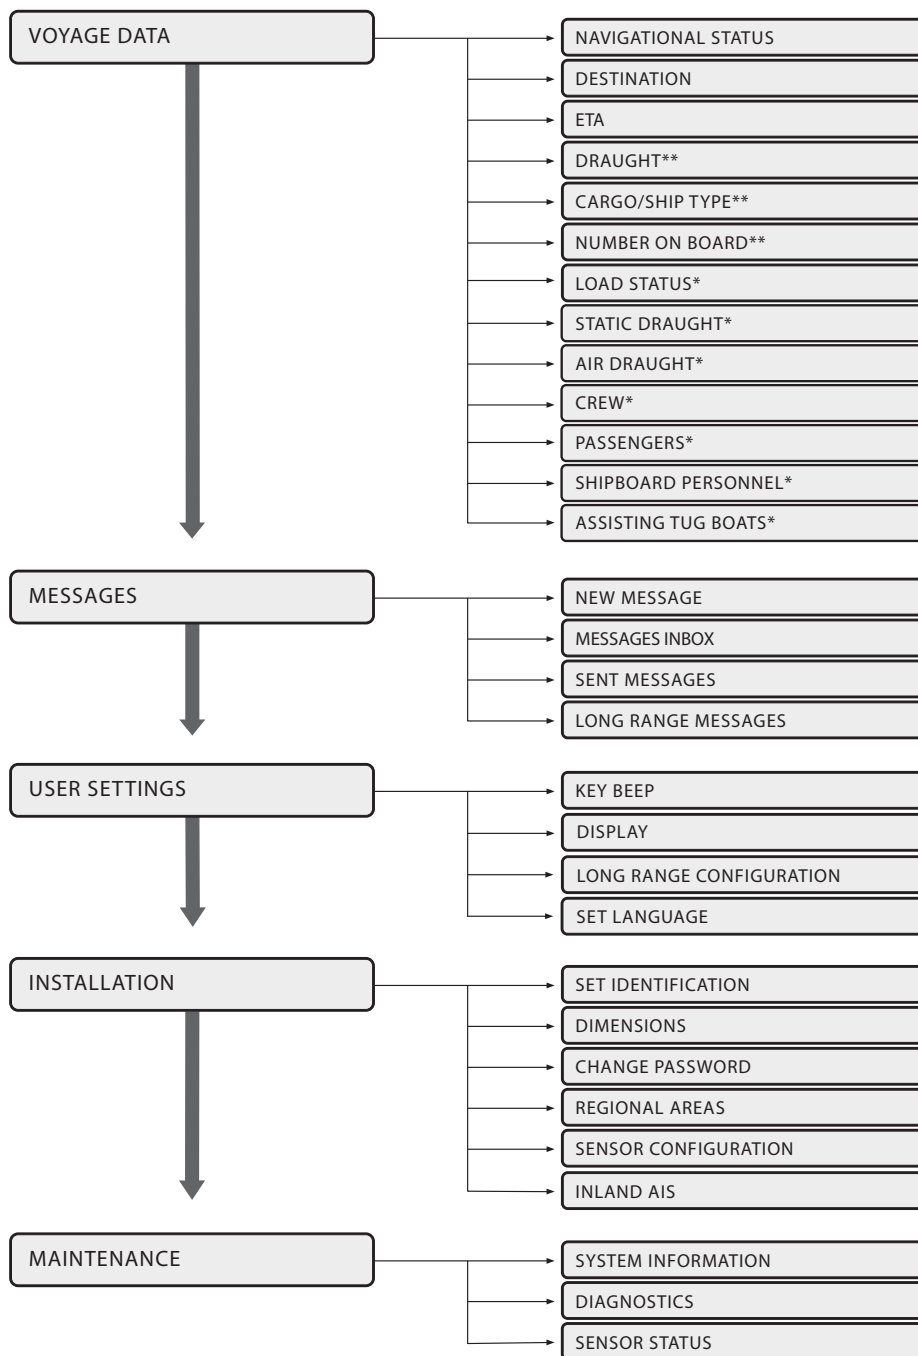 VOYAGE DATA
NAVIGATIONAL STATUS
DESTINATION
ETA
DRAUGHT**
CARGO/SHIP TYPE**
NUMBER ON BOARD**
LOAD STATUS*
STATIC DRAUGHT*
AIR DRAUGHT*
CREW*
PASSENGERS*
SHIPBOARD PERSONNEL*
ASSISTING TUG BOATS*
MESSAGES
NEW MESSAGE
MESSAGES INBOX
SENT MESSAGES
LONG RANGE MESSAGES
USER SETTINGS
KEY BEEP
DISPLAY
LONG RANGE CONFIGURATION
SET LANGUAGE
INSTALLATION
SET IDENTIFICATION
DIMENSIONS
CHANGE PASSWORD
REGIONAL AREAS
SENSOR CONFIGURATION
INLAND AIS
MAINTENANCE
SYSTEM INFORMATION
DIAGNOSTICS
SENSOR STATUS